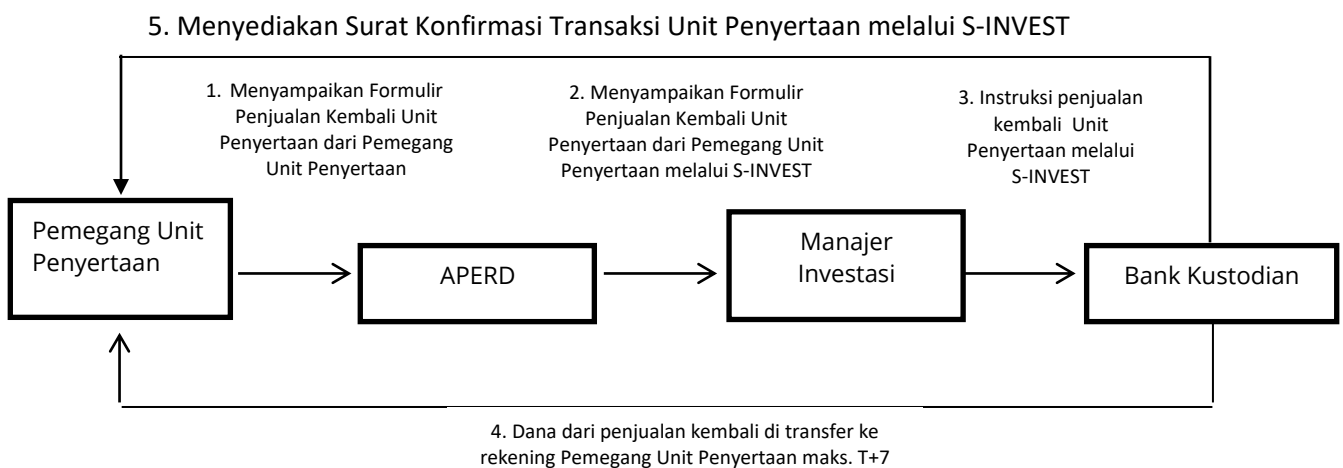 5. Menyediakan Surat Konfirmasi Transaksi Unit Penyertaan melalui S-INVEST
1. Menyampaikan Formulir
Penjualan Kembali Unit
Penyertaan dari Pemegang
Unit Penyertaan
2. Menyampaikan Formulir
Penjualan Kembali Unit
Penyertaan dari Pemegang Unit
Penyertaan melalui S-INVEST
3. Instruksi penjualan
kembali Unit
Penyertaan melalui
S-INVEST
Pemegang Unit
Penyertaan
APERD
Manajer
Investasi
Bank Kustodian
4. Dana dari penjualan kembali di transfer ke
rekening Pemegang Unit Penyertaan maks. T+7